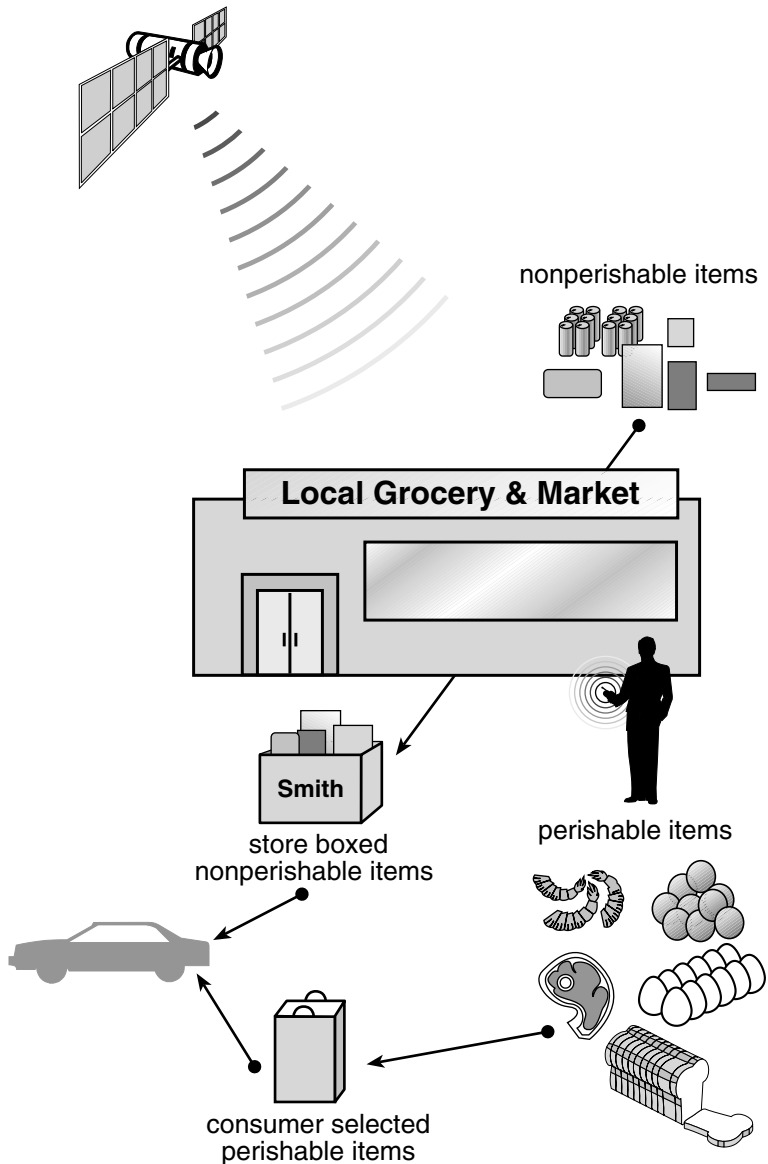 nonperishable items
Local Grocery & Market
Smith
store boxed
nonperishable items
perishable items
consumer selected
perishable items